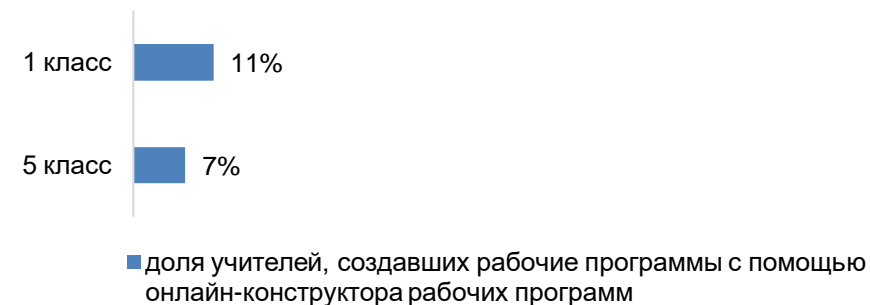 1 класс
11%
5 класс
7%
доля учителей, создавших рабочие программы с помощью
онлайн-конструктора рабочих программ